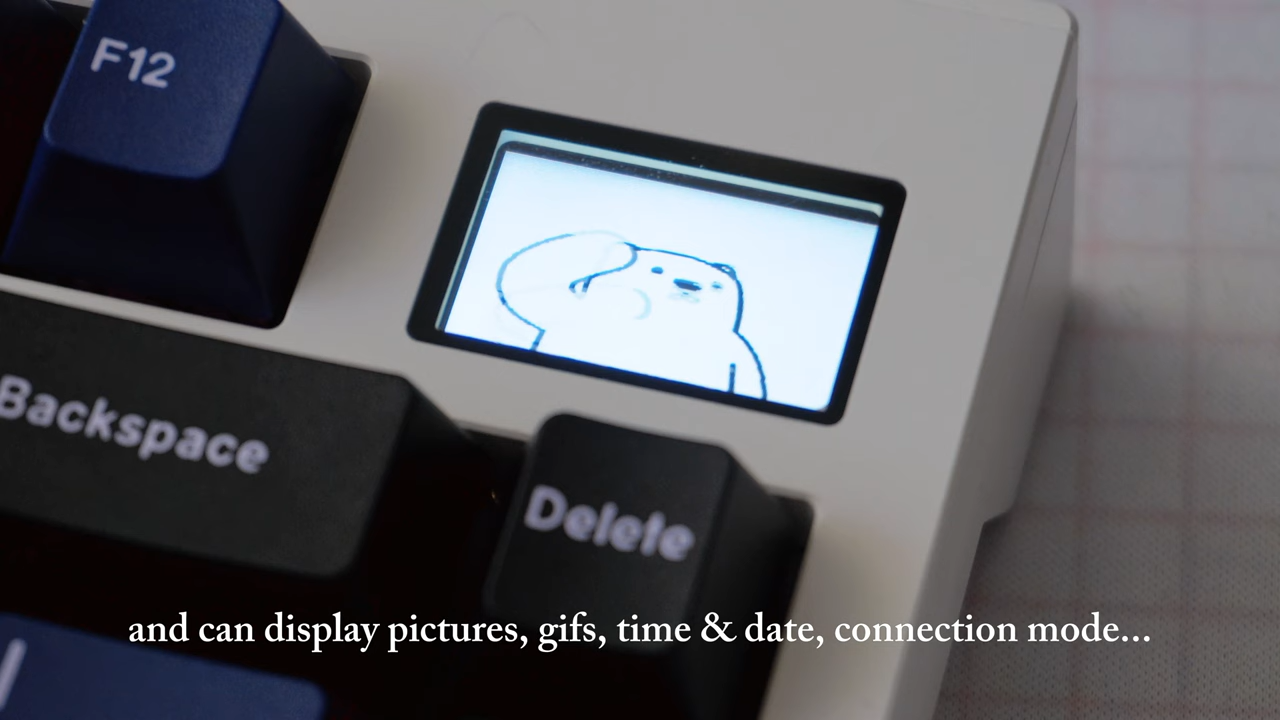 F12
Backspace
Delete
and can display pictures, gifs, time & date, connection mode...